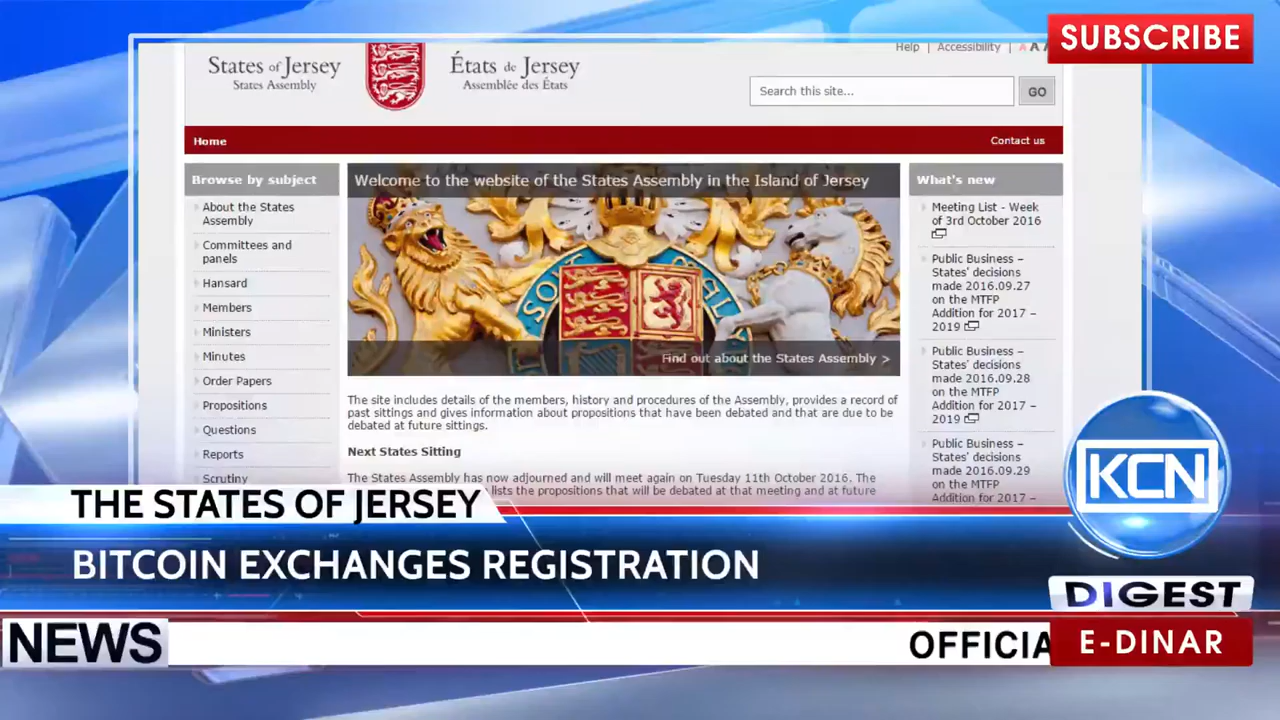 SUBSCRIBE
Help | Accessibility | A A
States of Jersey
States Assembly
États de Jersey
Assemblée des États
Search this site...
GO
Home
Contact us
Browse by subject
About the States
Assembly
Committees and
panels
Hansard
Members
Ministers
Minutes
Order Papers
Propositions
Questions
Reports
Scrutiny
Welcome to the website of the States Assembly in the Island of Jersey
SOIT
Find out about the States Assembly >
The site includes details of the members, history and procedures of the Assembly, provides a record of
past sittings and gives information about propositions that have been debated and that are due to be
debated at future sittings.
Next States Sitting
The States Assembly has now adjourned and will meet again on Tuesday 11th October 2016. The
lists the propositions that will be debated at that meeting and at future
What's new
Meeting List - Week
of 3rd October 2016
Public Business –
States' decisions
made 2016.09.27
on the MTFP
Addition for 2017 –
2019
Public Business –
States' decisions
made 2016.09.28
on the MTFP
Addition for 2017 –
2019
Public Business –
States' decisions
made 2016.09.29
on the MTFP
Addition for 2017 –
KCN
DIGEST
THE STATES OF JERSEY
BITCOIN EXCHANGES REGISTRATION
NEWS
OFFICIA
E-DINAR